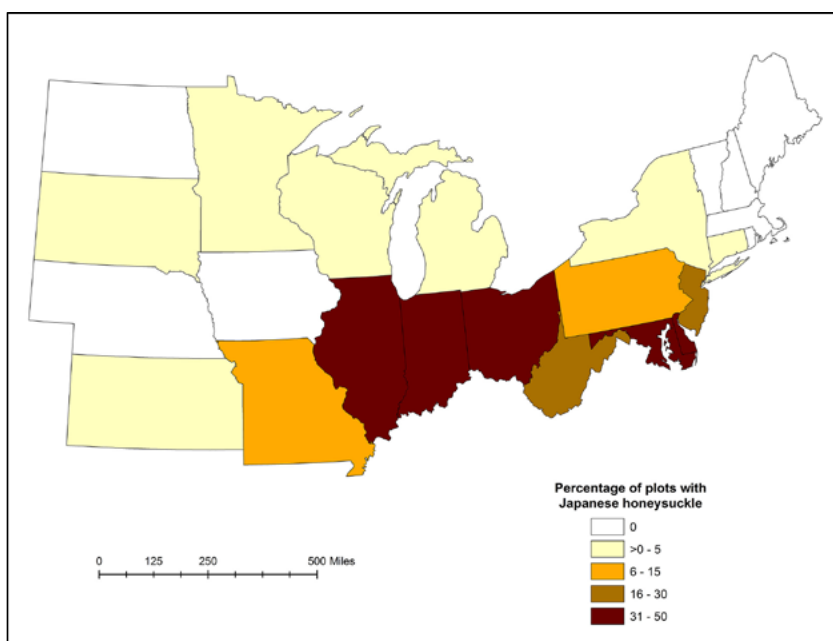 Percentage of plots with
Japanese honeysuckle
0
>0 - 5
6 - 15
16 - 30
31 - 50
0 125 250 500 Miles